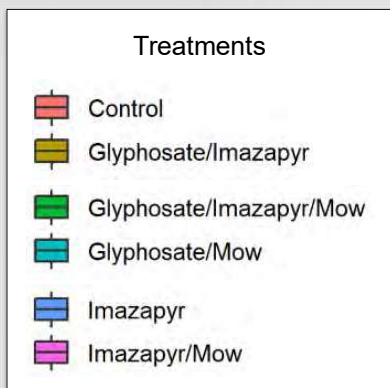 Treatments
Control
Glyphosate/Imazapyr
Glyphosate/Imazapyr/Mow
Glyphosate/Mow
Imazapyr
Imazapyr/Mow